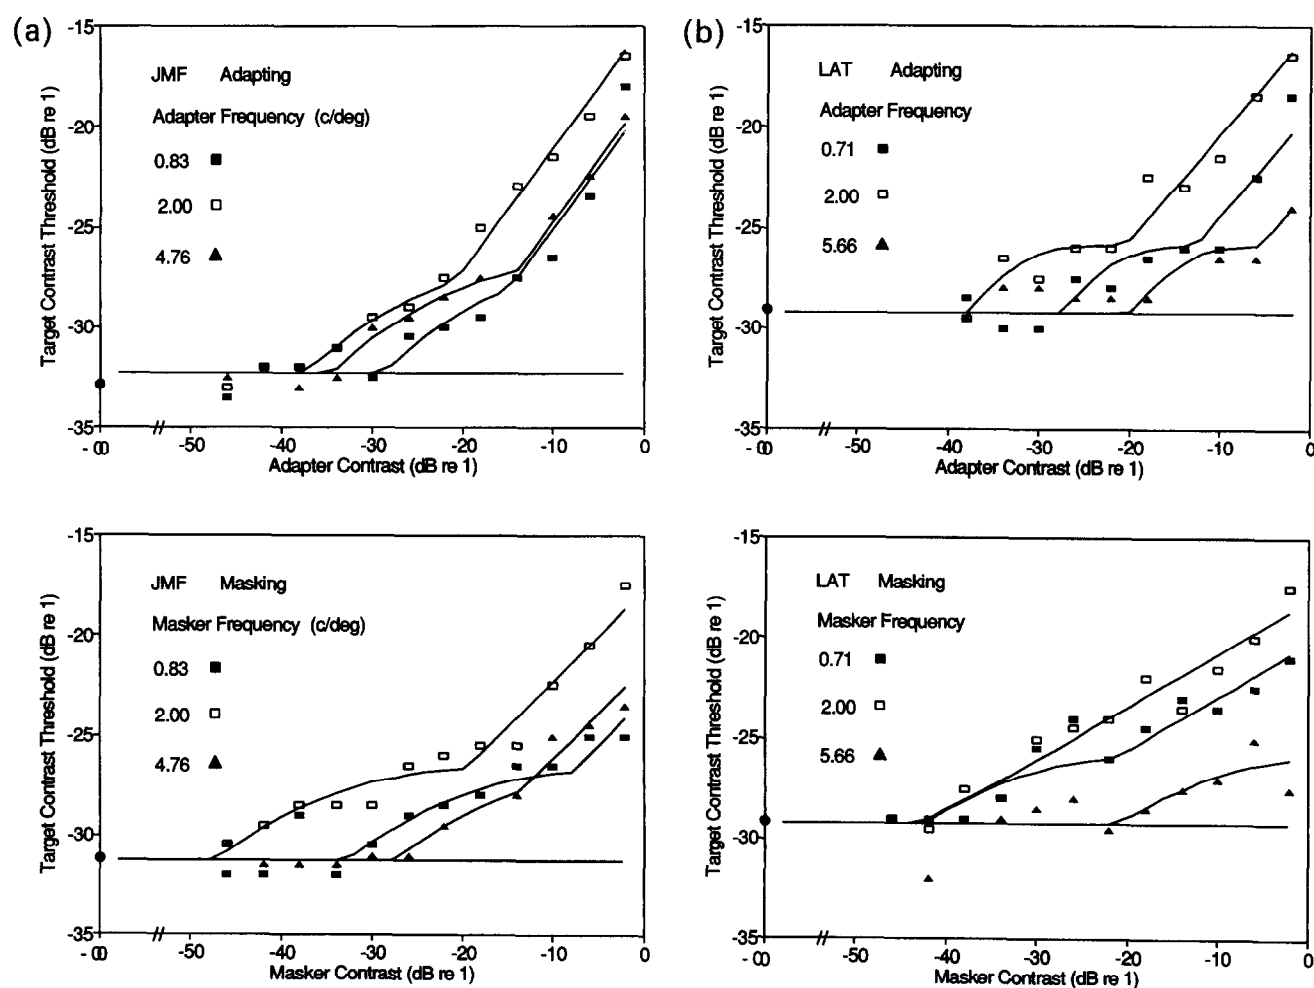 (a)
JMF Adapting
Adapter Frequency (c/deg)
0.83
2.00
4.76
Target Contrast Threshold (dB re 1)
-15
-20
-25
-30
-35
- 00 -50 -40 -30 -20 -10 0
Adapter Contrast (dB re 1)
(b)
LAT Adapting
Adapter Frequency
0.71
2.00
5.66
Target Contrast Threshold (dB re 1)
-15
-20
-25
-30
-35
- 00 -50 -40 -30 -20 -10 0
Adapter Contrast (dB re 1)
JMF Masking
Masker Frequency (c/deg)
0.83
2.00
4.76
Target Contrast Threshold (dB re 1)
-15
-20
-25
-30
-35
- 00 -50 -40 -30 -20 -10 0
Masker Contrast (dB re 1)
LAT Masking
Masker Frequency
0.71
2.00
5.66
Target Contrast Threshold (dB re 1)
-15
-20
-25
-30
-35
- 00 -50 -40 -30 -20 -10 0
Masker Contrast (dB re 1)